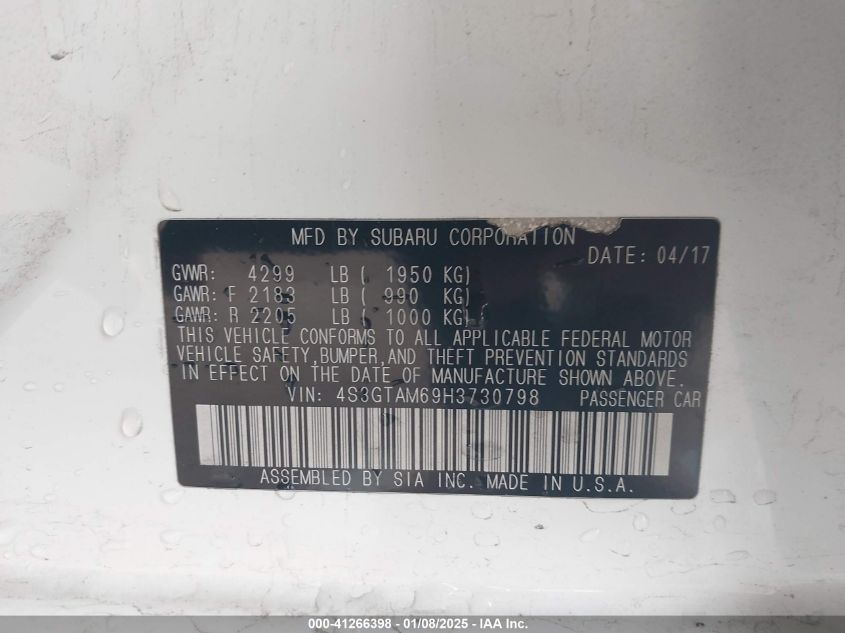 MFD BY SUBARU CORPORATION
DATE: 04/17
GVWR: 4299 LB ( 1950 KG)
GAWR: F 2183 LB ( 990 KG)
GAWR: R 2205 LB ( 1000 KG)
THIS VEHICLE CONFORMS TO ALL APPLICABLE FEDERAL MOTOR
VEHICLE SAFETY,BUMPER,AND THEFT PREVENTION STANDARDS
IN EFFECT ON THE DATE OF MANUFACTURE SHOWN ABOVE.
VIN: 4S3GTAM69H3730798 PASSENGER CAR
ASSEMBLED BY SIA INC. MADE IN U.S.A.
000-41266398 - 01/08/2025 - IAA Inc.